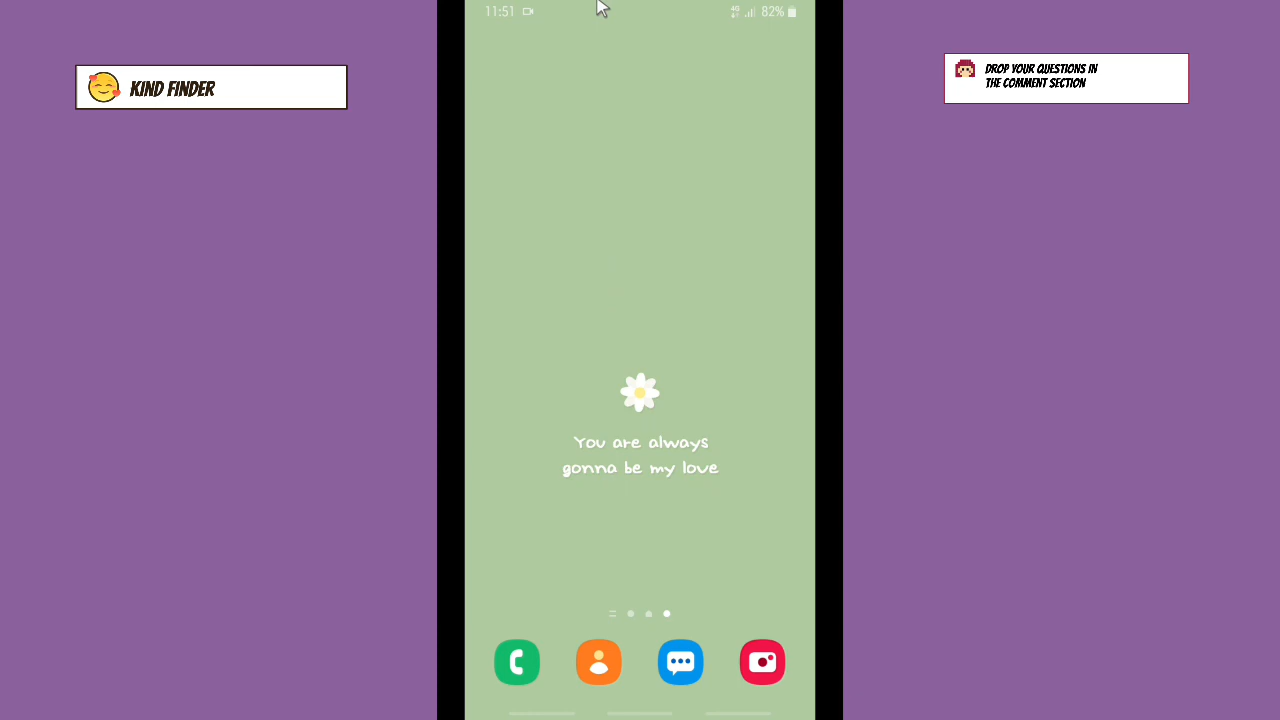 KIND FINDER
DROP YOUR QUESTIONS IN
THE COMMENT SECTION
11:51
4G
82%
You are always
gonna be my love